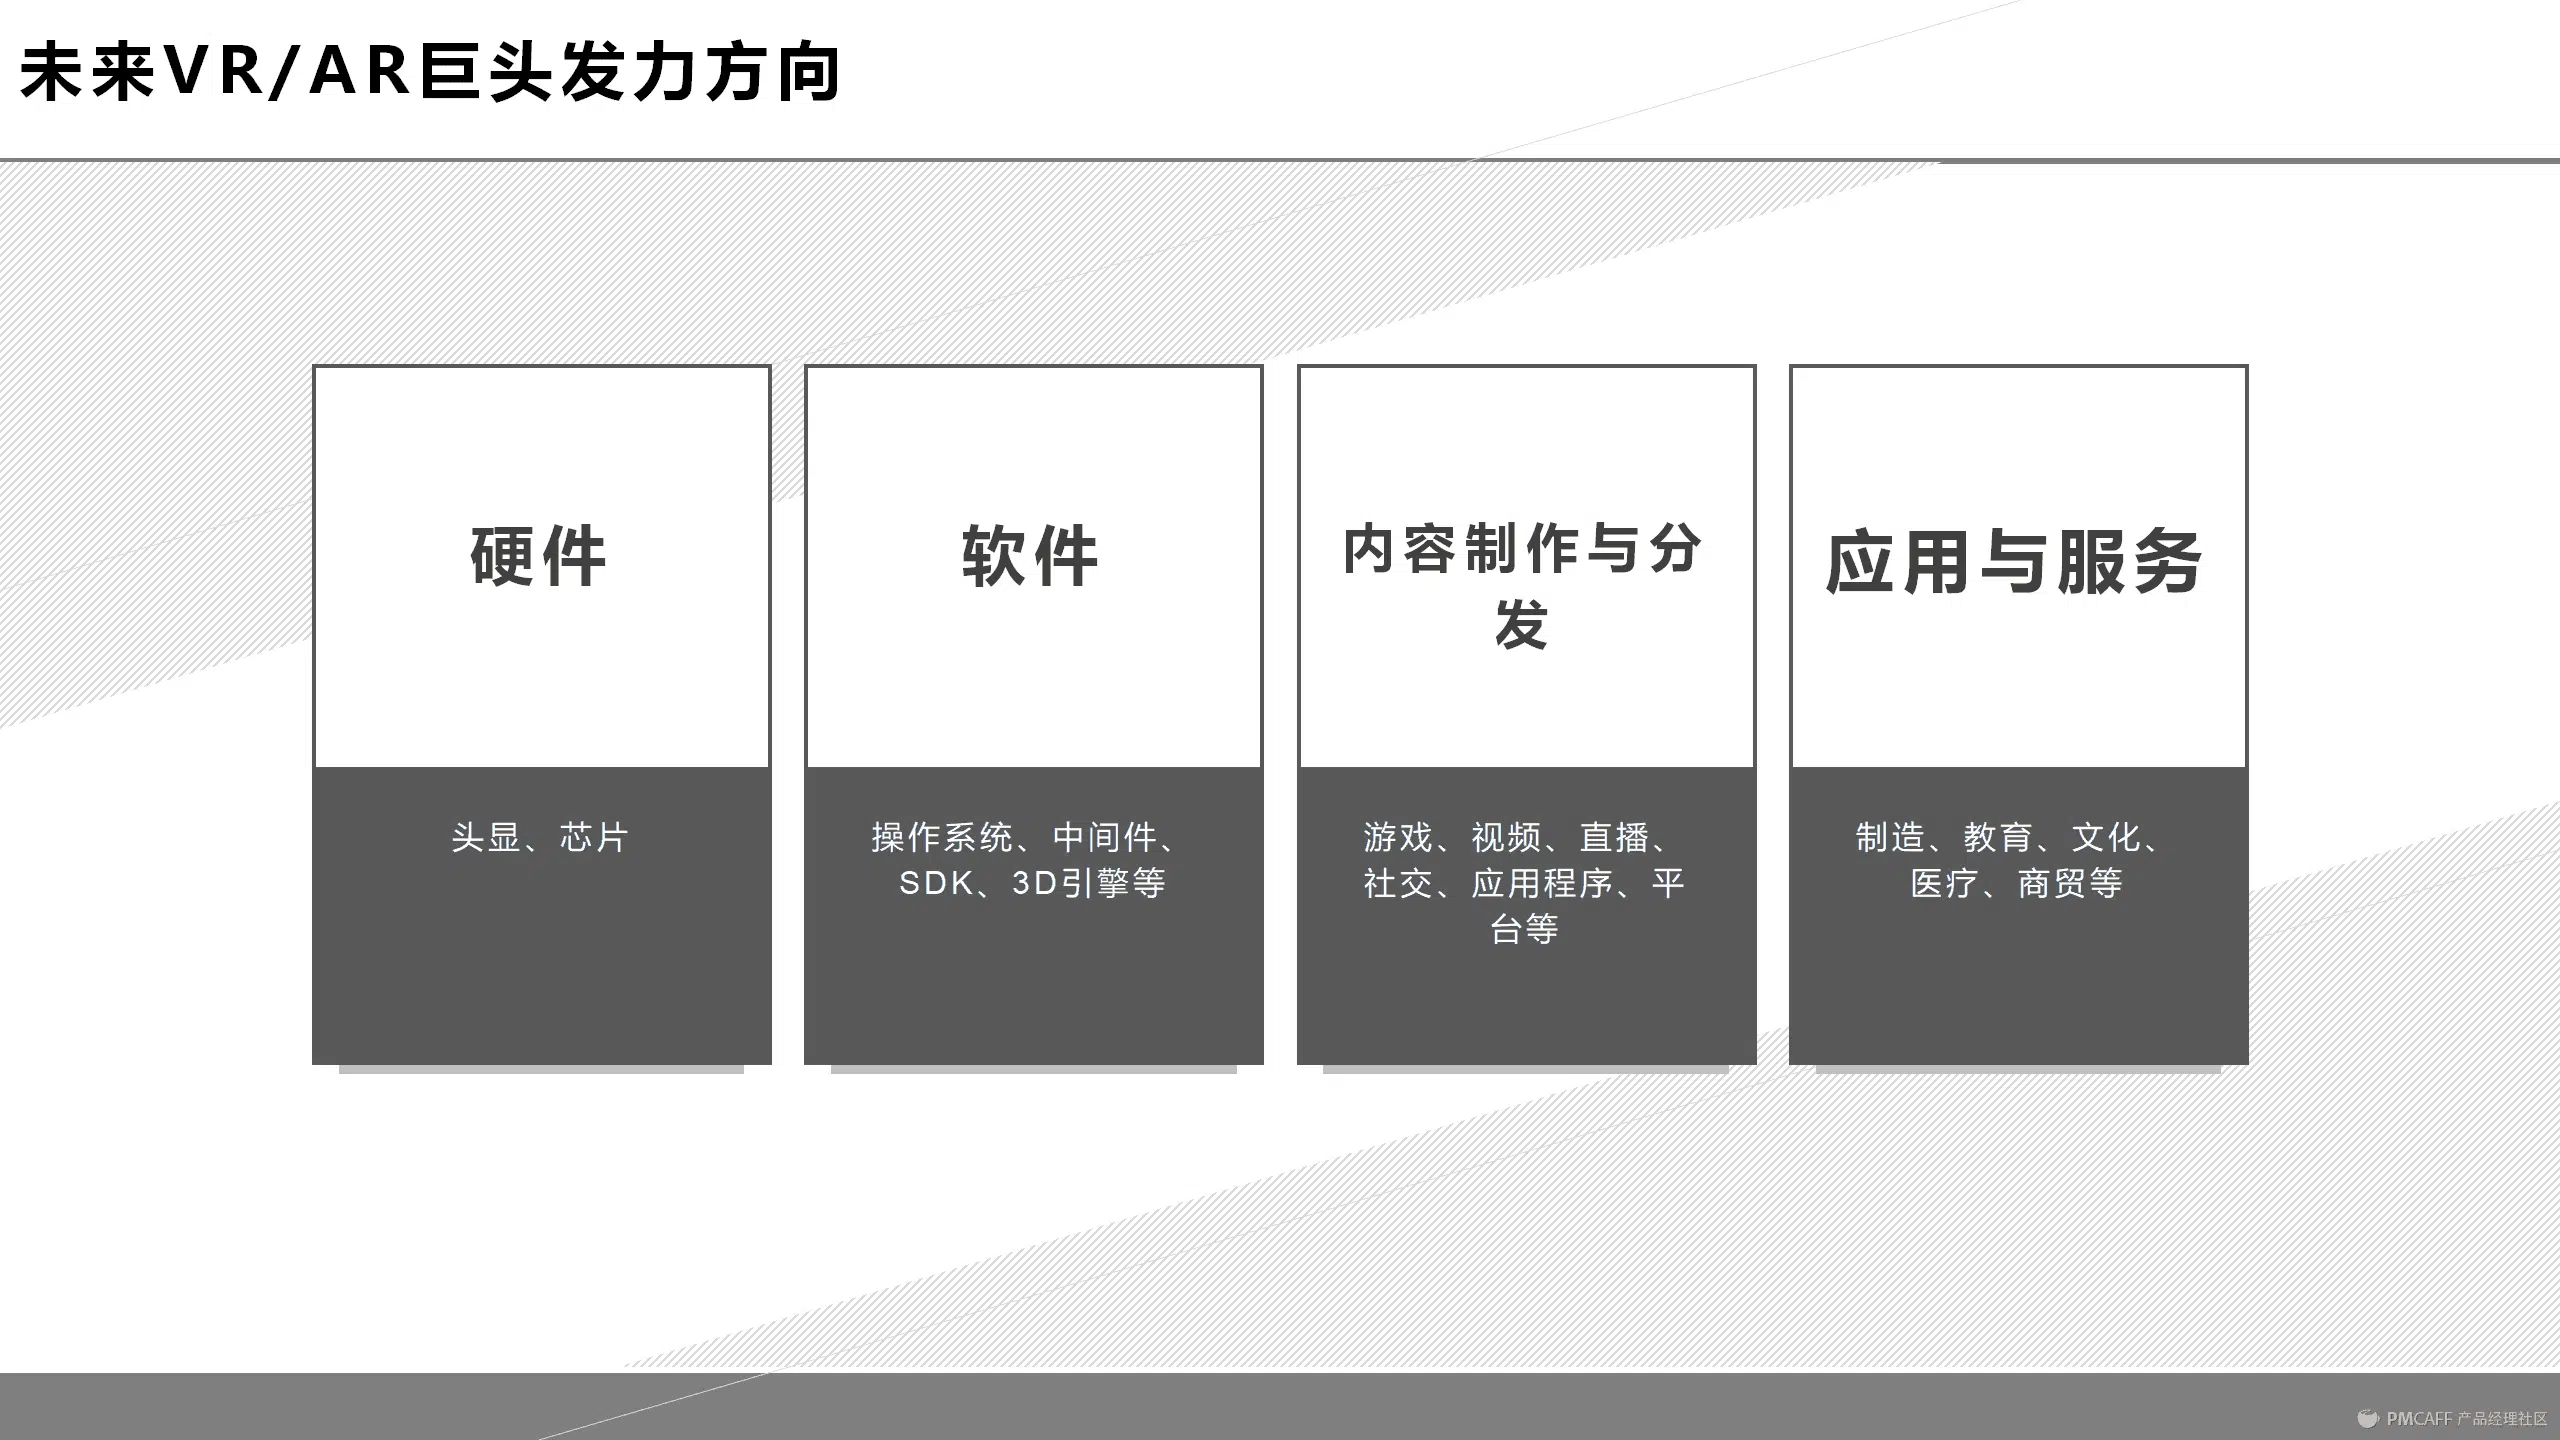 未来VR/AR巨头发力方向
硬件
头显、芯片
软件
操作系统、中间件、
SDK、3D引擎等
内容制作与分
发
游戏、视频、直播、
社交、应用程序、平
台等
应用与服务
制造、教育、文化、
医疗、商贸等
PMCAFF 产品经理社区